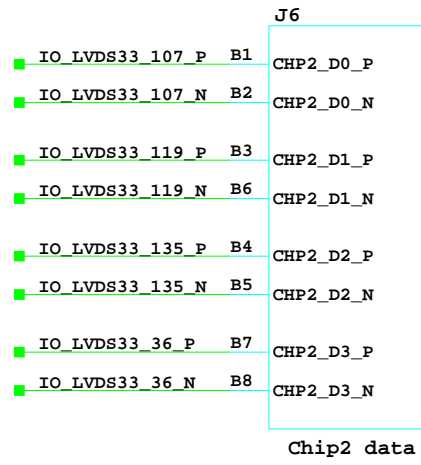 J6
IO_LVDS33_107_P B1 CHP2_D0_P
IO_LVDS33_107_N B2 CHP2_D0_N
IO_LVDS33_119_P B3 CHP2_D1_P
IO_LVDS33_119_N B6 CHP2_D1_N
IO_LVDS33_135_P B4 CHP2_D2_P
IO_LVDS33_135_N B5 CHP2_D2_N
IO_LVDS33_36_P B7 CHP2_D3_P
IO_LVDS33_36_N B8 CHP2_D3_N
Chip2 data